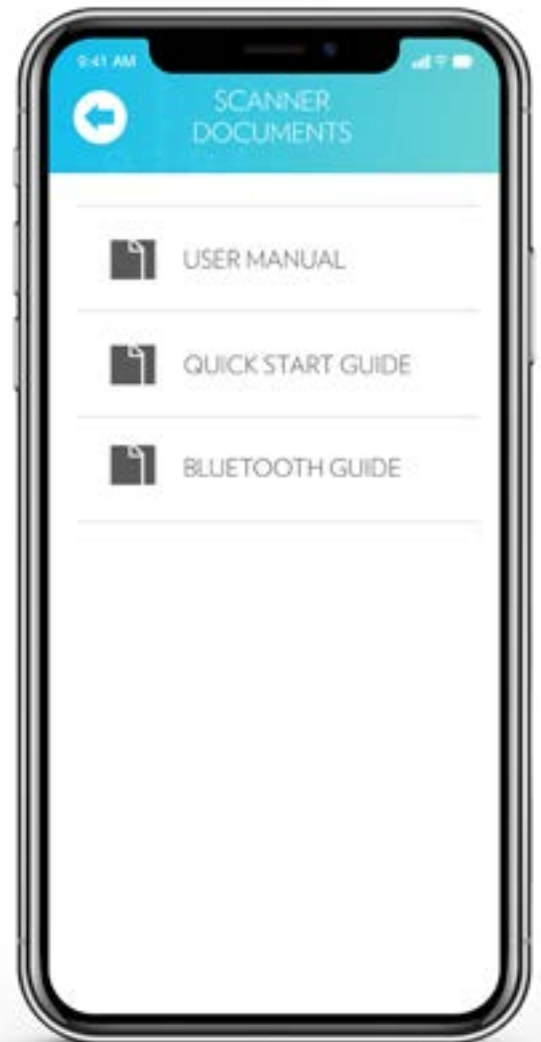 9:41 AM
SCANNER
DOCUMENTS
USER MANUAL
QUICK START GUIDE
BLUETOOTH GUIDE